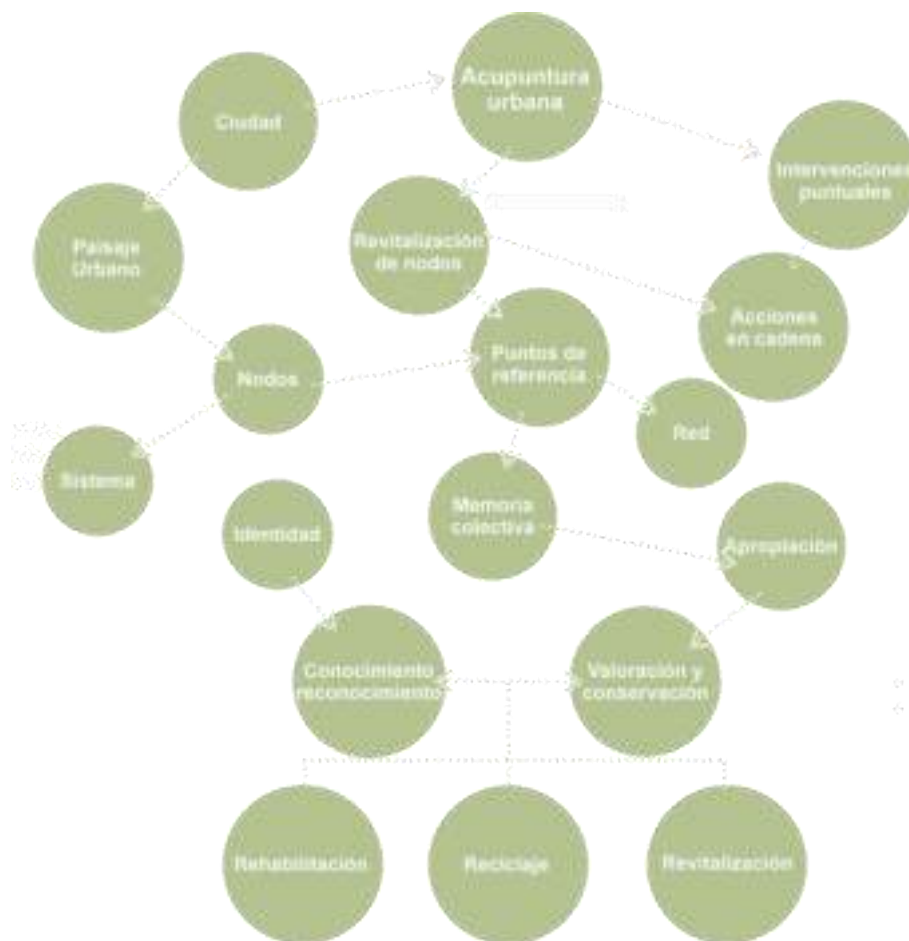 Acupuntura
urbana
Ciudad
Intervenciones
puntuales
Paisaje
Urbano
Revitalización
de nodos
Acciones
en cadena
Puntos de
referencia
Nodos
Red
Sistema
Identidad
Memoria
colectiva
Apropiación
Conocimiento
reconocimiento
Valoración y
conservación
Rehabilitación
Reciclaje
Revitalización